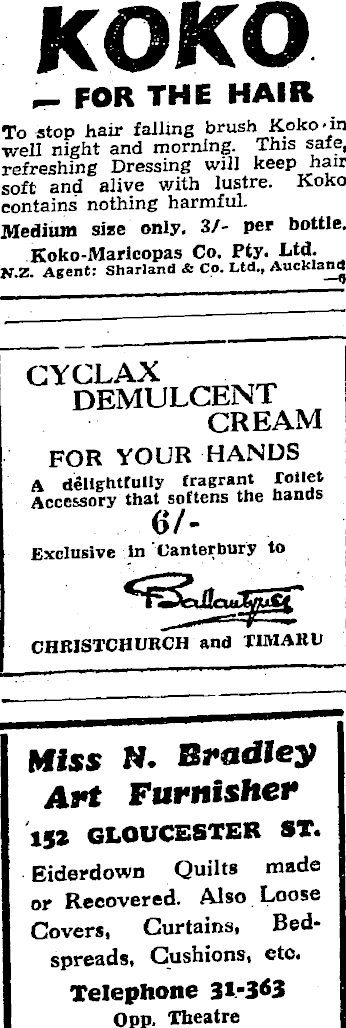 KOKO
— FOR THE HAIR
To stop hair falling brush Koko in
well night and morning. This safe,
refreshing Dressing will keep hair
soft and alive with lustre. Koko
contains nothing harmful.
Medium size only, 3/- per bottle.
Koko-Maricopas Co. Pty. Ltd.
N.Z. Agent: Sharland & Co. Ltd., Auckland
—6
CYCLAX
DEMULCENT
CREAM
FOR YOUR HANDS
A delightfully fragrant Toilet
Accessory that softens the hands
6/-
Exclusive in Canterbury to
Ballantynes
CHRISTCHURCH and TIMARU
Miss N. Bradley
Art Furnisher
152 GLOUCESTER ST.
Eiderdown Quilts made
or Recovered. Also Loose
Covers, Curtains, Bed-
spreads, Cushions, etc.
Telephone 31-363
Opp. Theatre